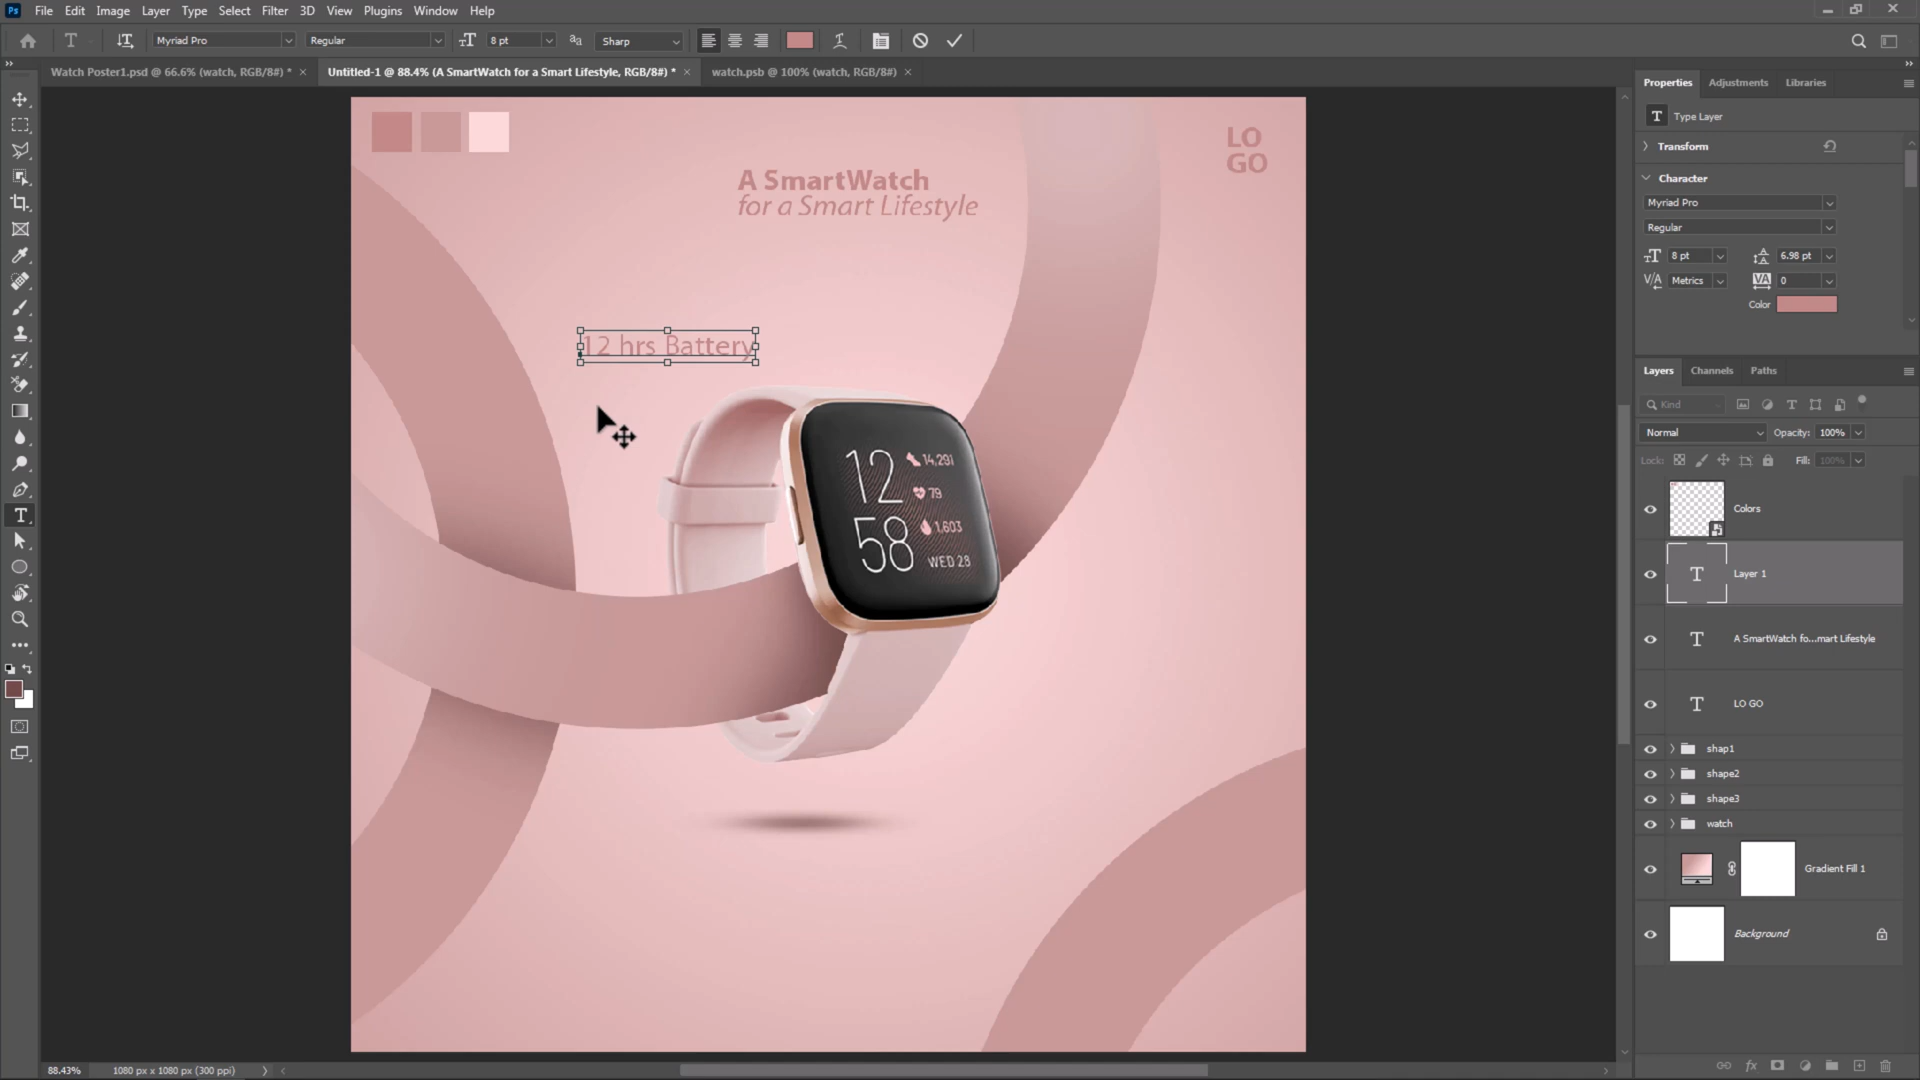 File Edit Image Layer Type Select Filter 3D View Plugins Window Help
Myriad Pro Regular 8 pt Sharp
Watch Poster1.psd @ 66.6% (watch, RGB/8#) * × Untitled-1 @ 88.4% (A SmartWatch for a Smart Lifestyle, RGB/8#) * × watch.psb @ 100% (watch, RGB/8#) ×
LO
GO
A SmartWatch
for a Smart Lifestyle
12 hrs Battery
12
58
14,291
79
1,603
WED 28
Properties Adjustments Libraries
Type Layer
Transform
Character
Myriad Pro
Regular
8 pt 6.98 pt
Metrics 0
Color
Layers Channels Paths
Kind
Normal Opacity: 100%
Lock: Fill: 100%
Colors
Layer 1
A SmartWatch fo...mart Lifestyle
LO GO
shap1
shape2
shape3
watch
Gradient Fill 1
Background
88.43% 1080 px x 1080 px (300 ppi)